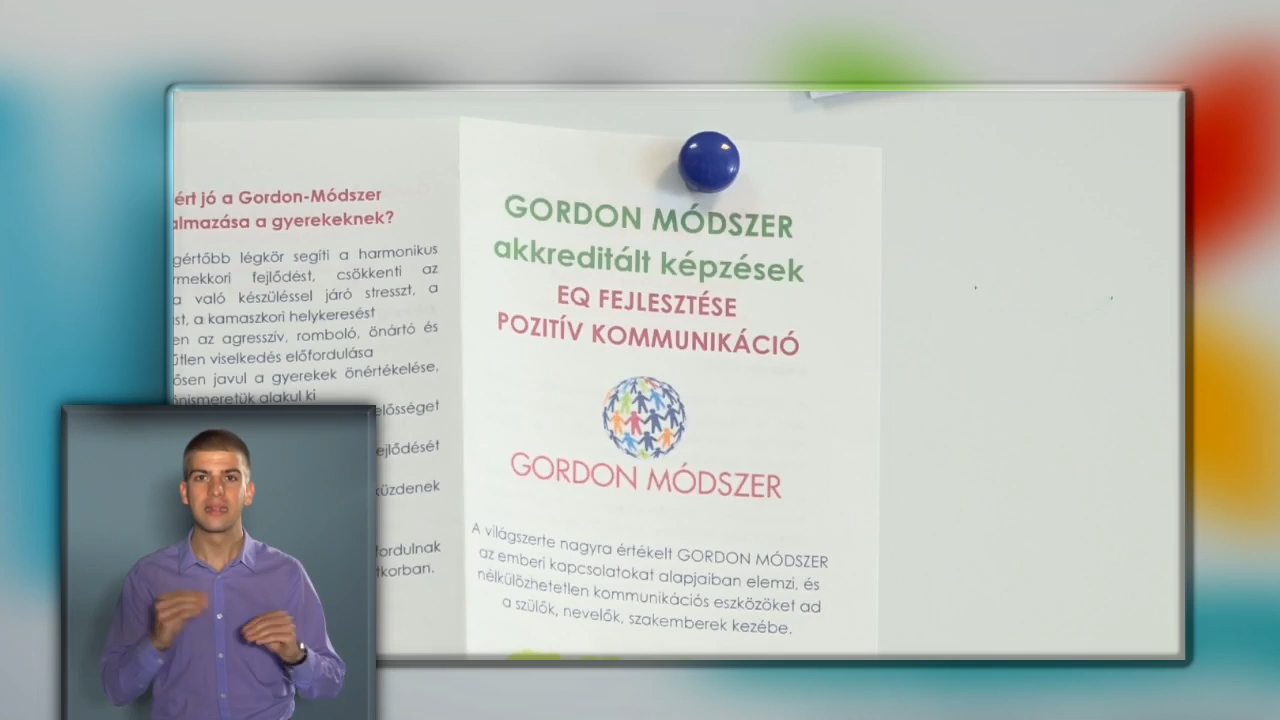 ért jó a Gordon-Módszer
almazása a gyerekeknek?
gértőbb légkör segíti a harmonikus
rmekkori fejlődést, csökkenti az
a való készüléssel járó stresszt, a
st, a kamaszkori helykeresést
en az agresszív, romboló, önártó és
űtlen viselkedés előfordulása
ősen javul a gyerekek önértékelése,
önismeretük alakul ki
elősséget
ejlődését
küzdenek
fordulnak
tkorban.
GORDON MÓDSZER
akkreditált képzések
EQ FEJLESZTÉSE
POZITÍV KOMMUNIKÁCIÓ
GORDON MÓDSZER
A világszerte nagyra értékelt GORDON MÓDSZER
az emberi kapcsolatokat alapjaiban elemzi, és
nélkülözhetetlen kommunikációs eszközöket ad
a szülők, nevelők, szakemberek kezébe.